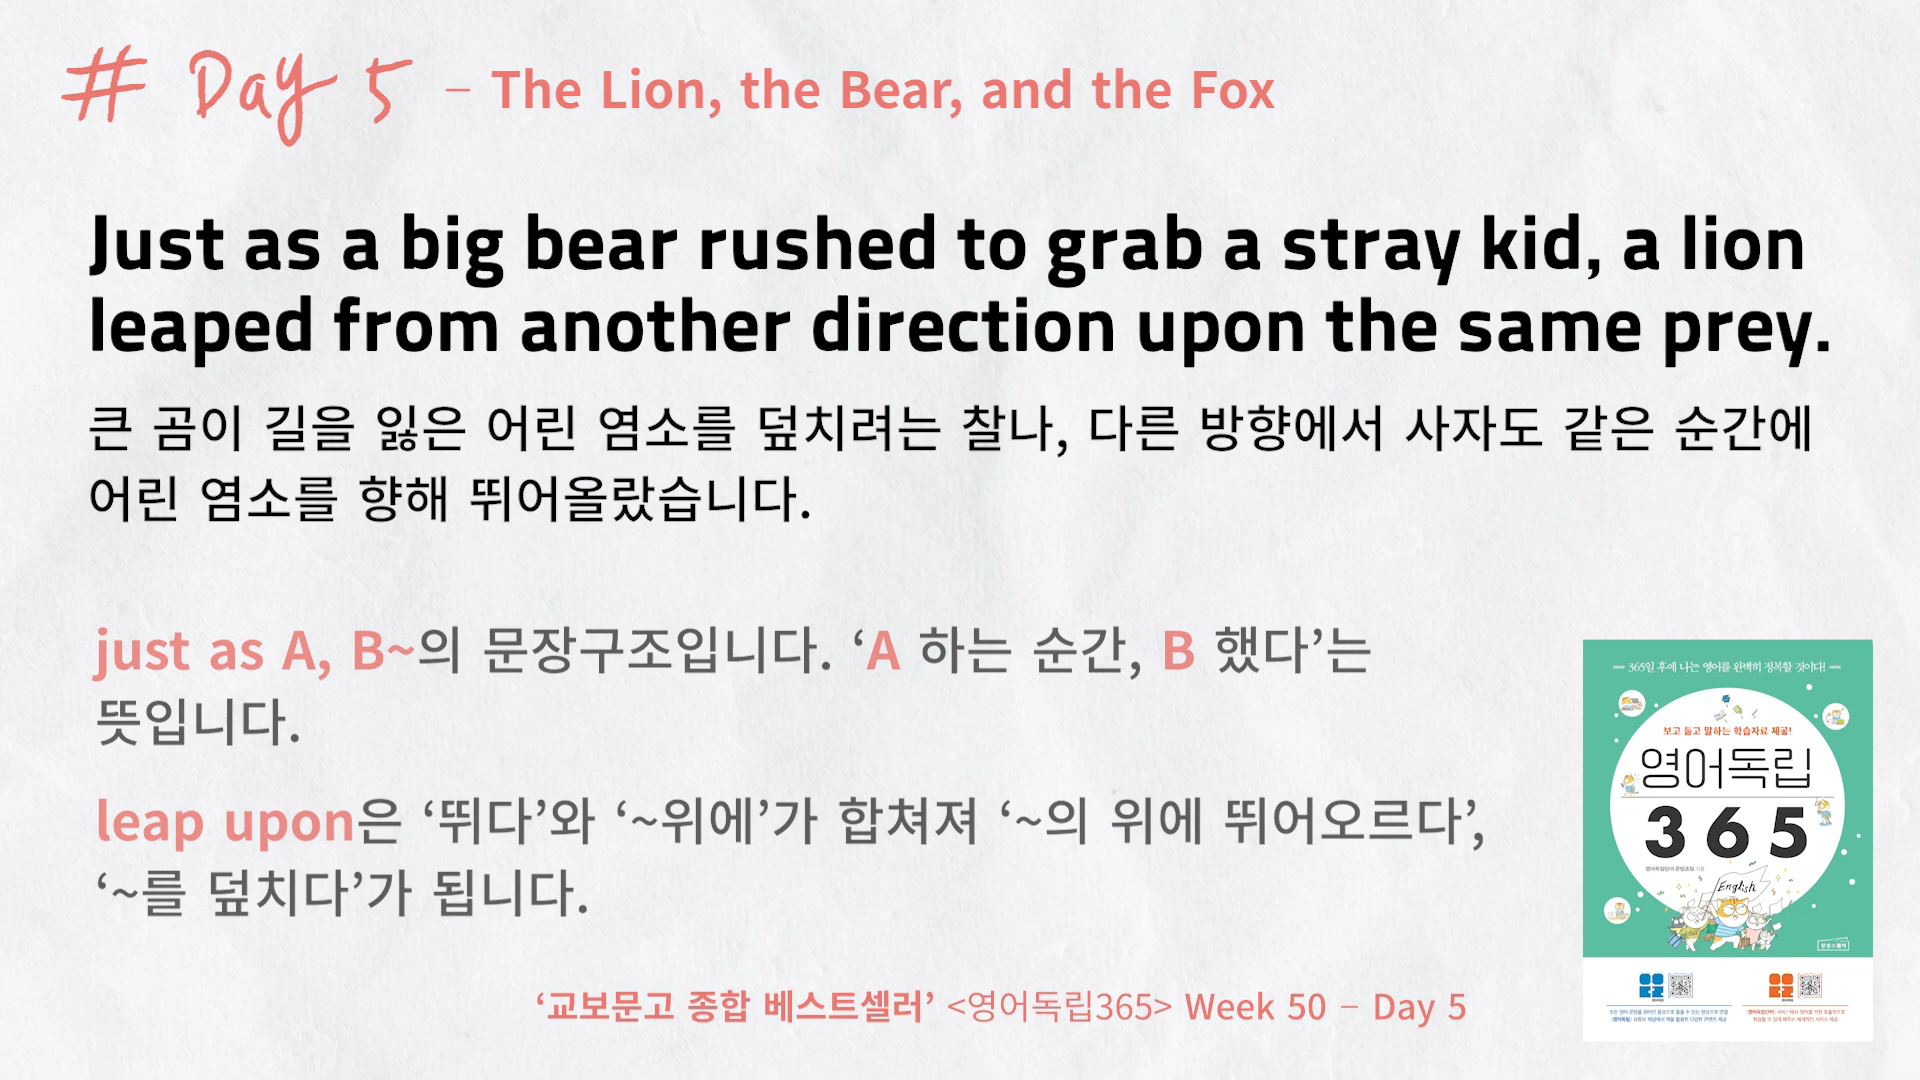 # Day 5 – The Lion, the Bear, and the Fox
Just as a big bear rushed to grab a stray kid, a lion
leaped from another direction upon the same prey.
큰 곰이 길을 잃은 어린 염소를 덮치려는 찰나, 다른 방향에서 사자도 같은 순간에
어린 염소를 향해 뛰어올랐습니다.
just as A, B~의 문장구조입니다. ‘A 하는 순간, B 했다’는
뜻입니다.
leap upon은 ‘뛰다’와 ‘~위에’가 합쳐져 ‘~의 위에 뛰어오르다’,
‘~를 덮치다’가 됩니다.
‘교보문고 종합 베스트셀러’ <영어독립365> Week 50 – Day 5
365일 후에 나는 영어를 완벽히 정복할 것이다!
보고 듣고 말하는 학습자료 제공!
영어독립
365
English